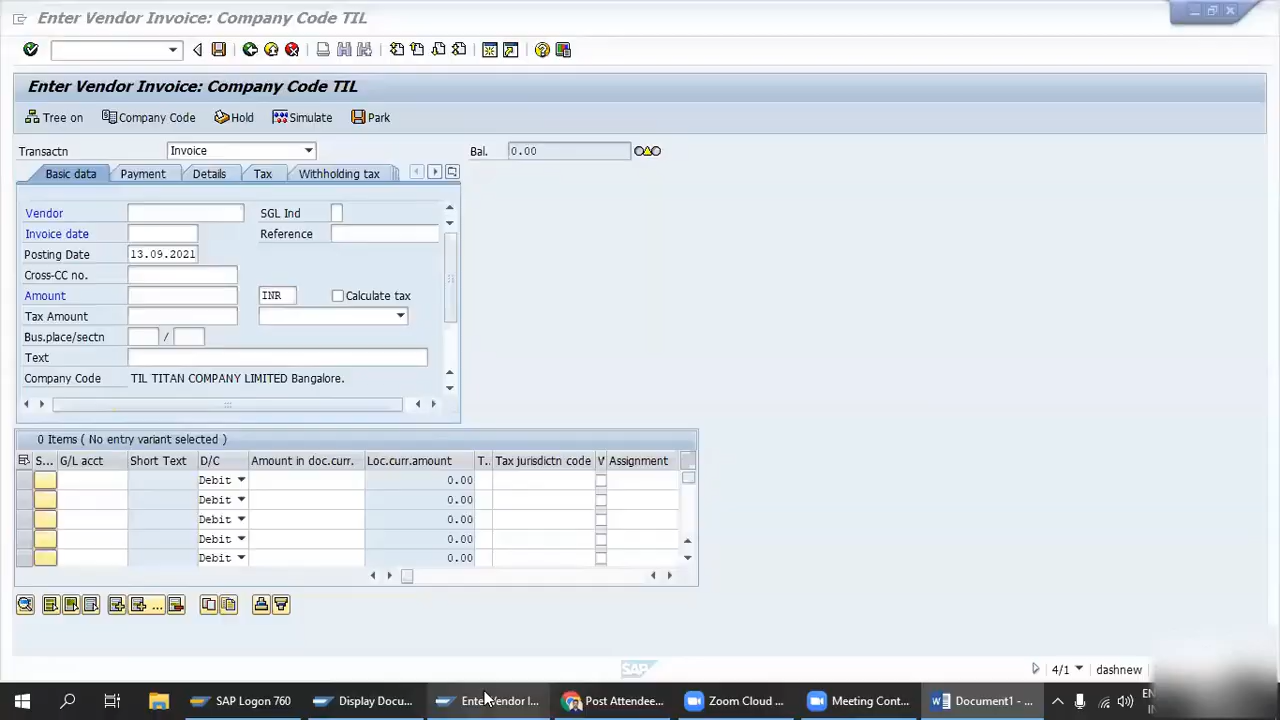 Enter Vendor Invoice: Company Code TIL
Enter Vendor Invoice: Company Code TIL
Tree on Company Code Hold Simulate Park
Transactn Invoice Bal. 0.00
Basic data Payment Details Tax Withholding tax
Vendor SGL Ind
Invoice date Reference
Posting Date 13.09.2021
Cross-CC no.
Amount INR Calculate tax
Tax Amount
Bus.place/sectn /
Text
Company Code TIL TITAN COMPANY LIMITED Bangalore.
0 Items ( No entry variant selected )
S... G/L acct Short Text D/C Amount in doc.curr. Loc.curr.amount T.. Tax jurisdictn code V Assignment
Debit 0.00
Debit 0.00
Debit 0.00
Debit 0.00
Debit 0.00
...
SAP
4/1 dashnew
SAP Logon 760 Display Docu... Enter Vendor I... Post Attendee... Zoom Cloud ... Meeting Cont... Document1 - ...